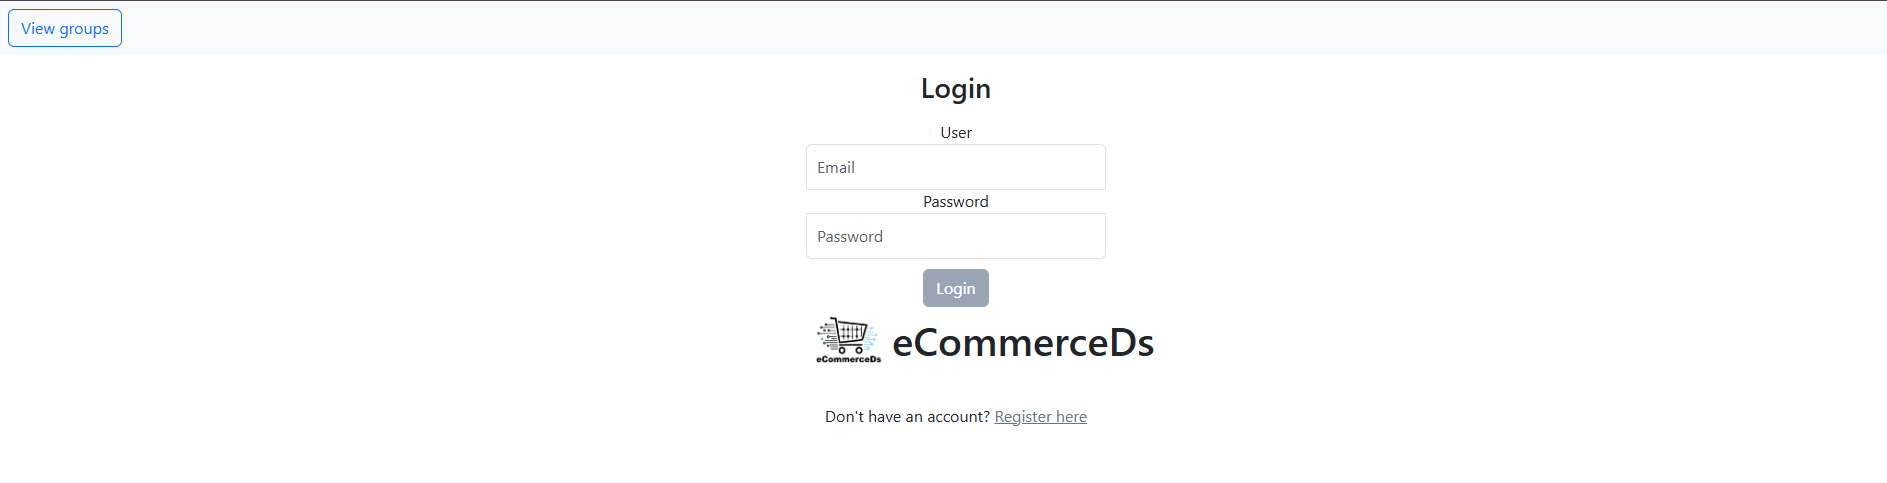 View groups
Login
User
Email
Password
Password
Login
eCommerceDs
eCommerceDs
Don't have an account? Register here